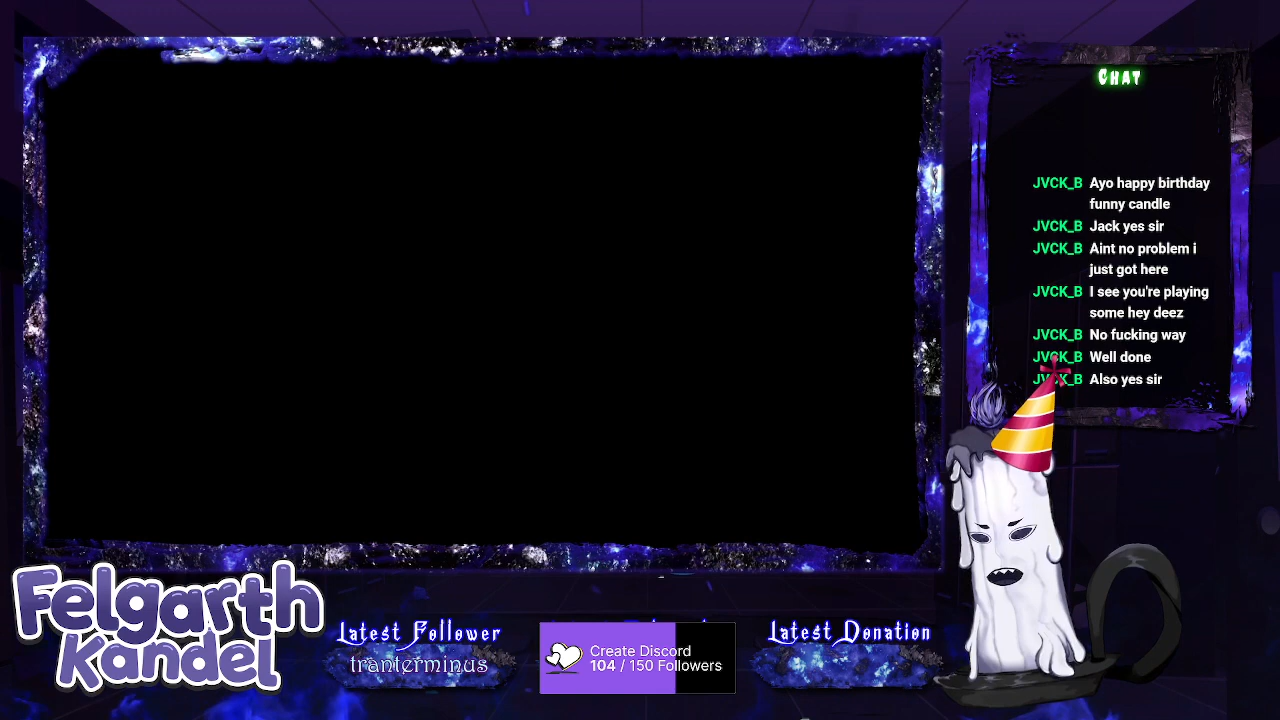 Chat
JVCK_B Ayo happy birthday
funny candle
JVCK_B Jack yes sir
JVCK_B Aint no problem i
just got here
JVCK_B I see you're playing
some hey deez
JVCK_B No fucking way
JVCK_B Well done
JVCK_B Also yes sir
Felgarth
Kandel
Latest Follower
tranterminus
Create Discord
104 / 150 Followers
Latest Donation